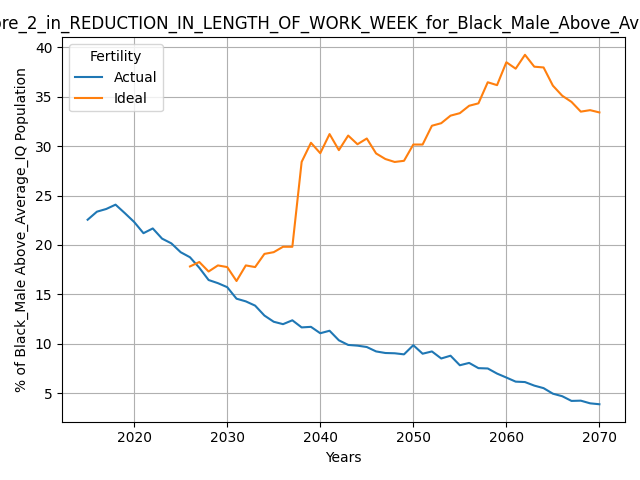 _2_in_REDUCTION_IN_LENGTH_OF_WORK_WEEK_for_Black_Male_Above_Av
Fertility
Actual
Ideal
% of Black_Male Above_Average_IQ Population
40
35
30
25
20
15
10
5
2020 2030 2040 2050 2060 2070
Years